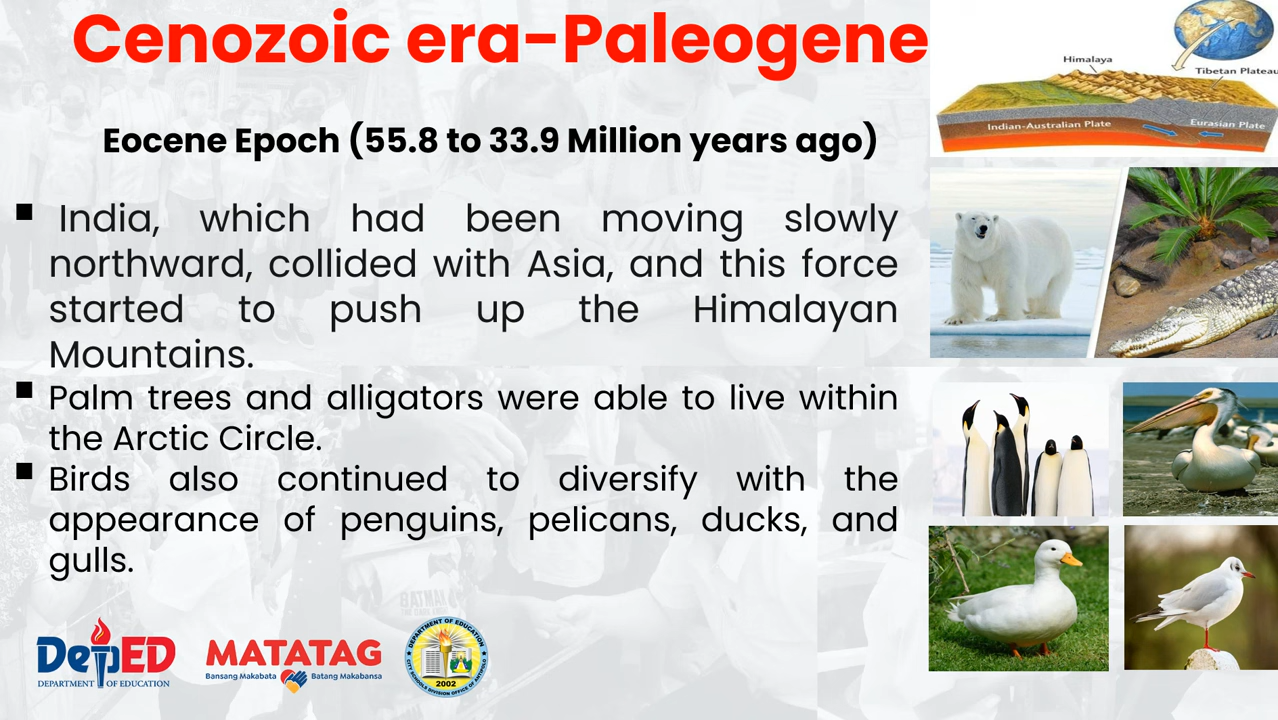 Cenozoic era-Paleogene
Himalaya
Tibetan Plateau
Indian-Australian Plate
Eurasian Plate
Eocene Epoch (55.8 to 33.9 Million years ago)
▪ India, which had been moving slowly
northward, collided with Asia, and this force
started to push up the Himalayan
Mountains.
▪ Palm trees and alligators were able to live within
the Arctic Circle.
▪ Birds also continued to diversify with the
appearance of penguins, pelicans, ducks, and
gulls.
BATMAN
DepED
DEPARTMENT OF EDUCATION
MATATAG
Bansang Makabata Batang Makabansa
DEPARTMENT OF EDUCATION
2002